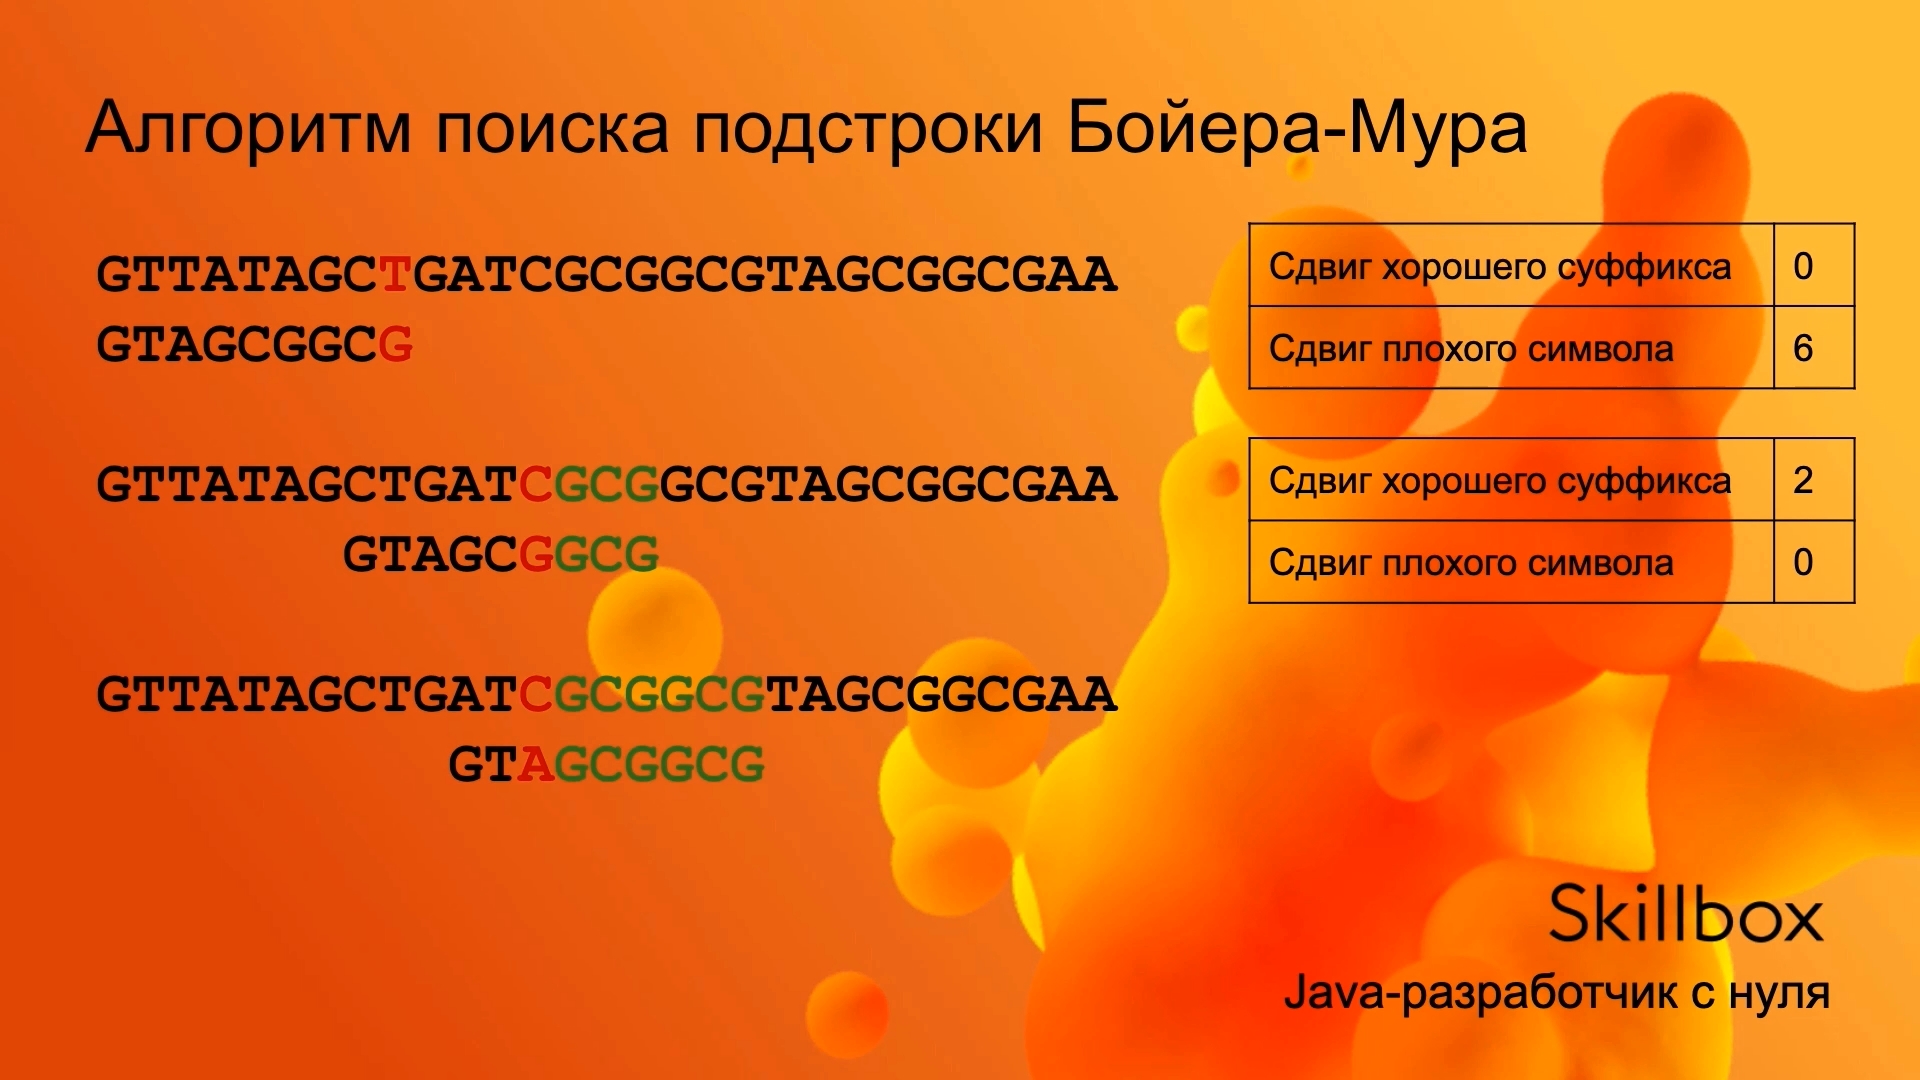 Алгоритм поиска подстроки Бойера-Мура
GTTATAGCTGATCGCGGCGTAGCGGCGAA
GTAGCGGCG
Сдвиг хорошего суффикса 0
Сдвиг плохого символа 6
GTTATAGCTGATCGCGGCGTAGCGGCGAA
GTAGCGGCG
Сдвиг хорошего суффикса 2
Сдвиг плохого символа 0
GTTATAGCTGATCGCGGCGTAGCGGCGAA
GTAGCGGCG
Skillbox
Java-разработчик с нуля